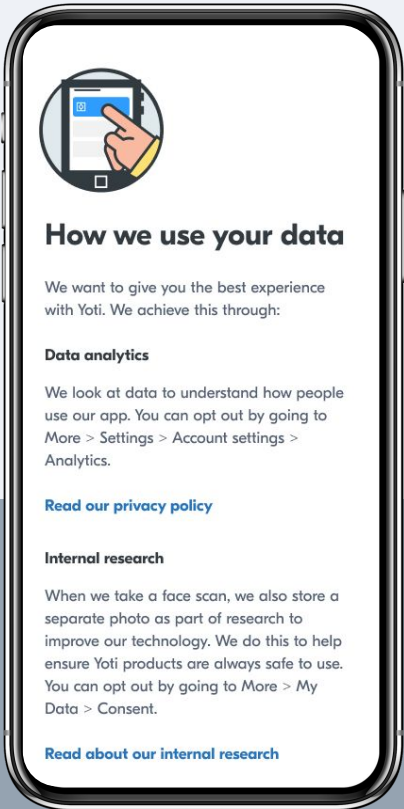 How we use your data
We want to give you the best experience
with Yoti. We achieve this through:
Data analytics
We look at data to understand how people
use our app. You can opt out by going to
More > Settings > Account settings >
Analytics.
Read our privacy policy
Internal research
When we take a face scan, we also store a
separate photo as part of research to
improve our technology. We do this to help
ensure Yoti products are always safe to use.
You can opt out by going to More > My
Data > Consent.
Read about our internal research